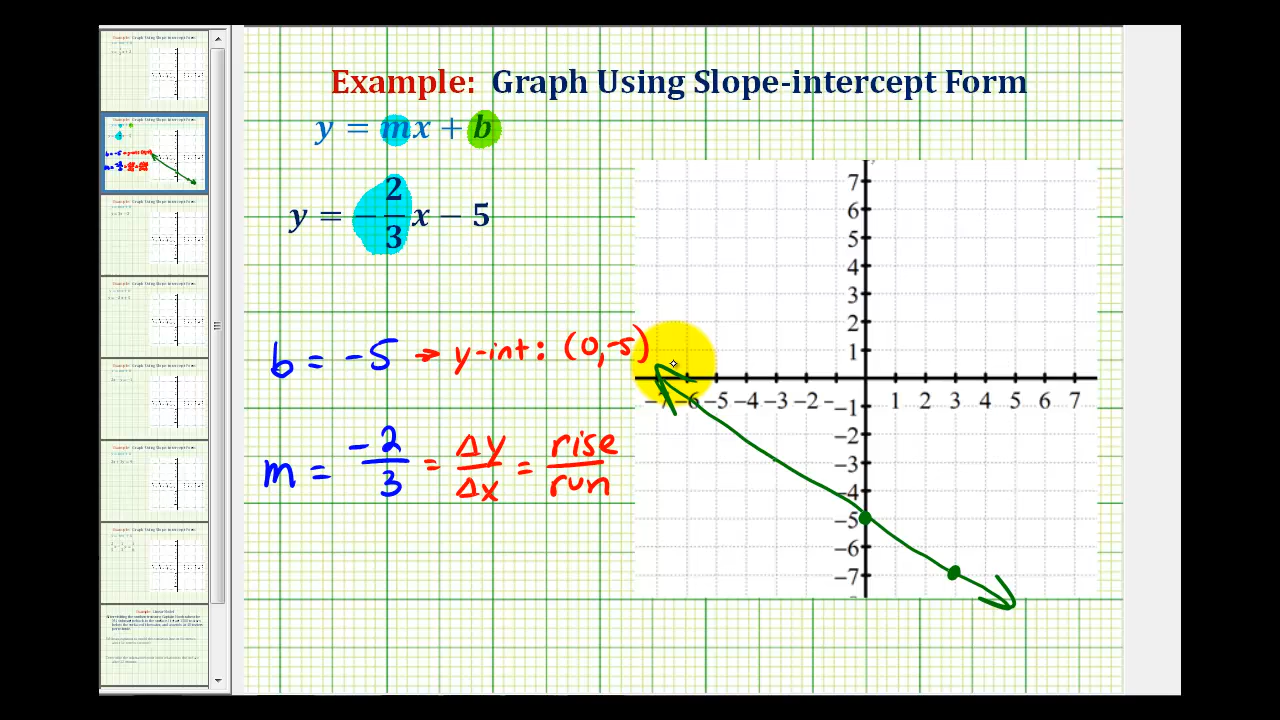 Example: Graph Using Slope-intercept Form
y = mx + b
y = -2/3 x - 5
b = -5 → y-int: (0,-5)
m = -2/3 = Δy/Δx = rise/run
7
6
5
4
3
2
1
-7 -6 -5 -4 -3 -2 - 1 2 3 4 5 6 7
-1
-2
-3
-4
-5
-6
-7